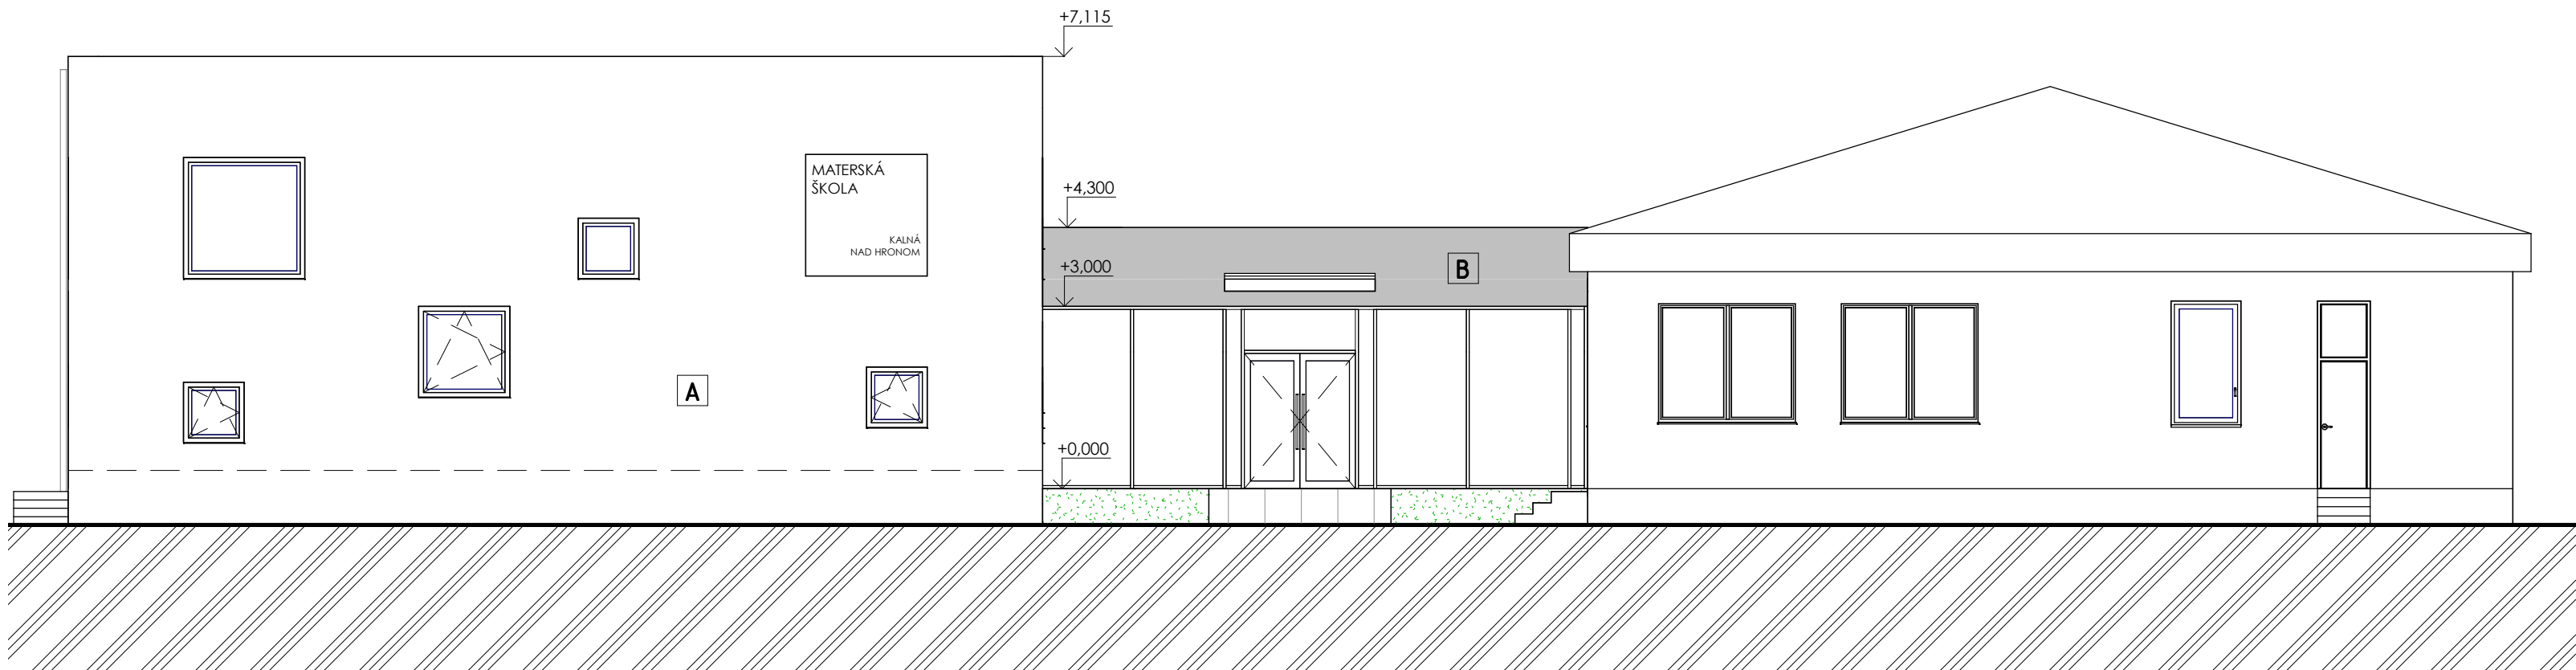 +7,115
MATERSKÁ
ŠKOLA
KALNÁ
NAD HRONOM
+4,300
+3,000
B
A
+0,000